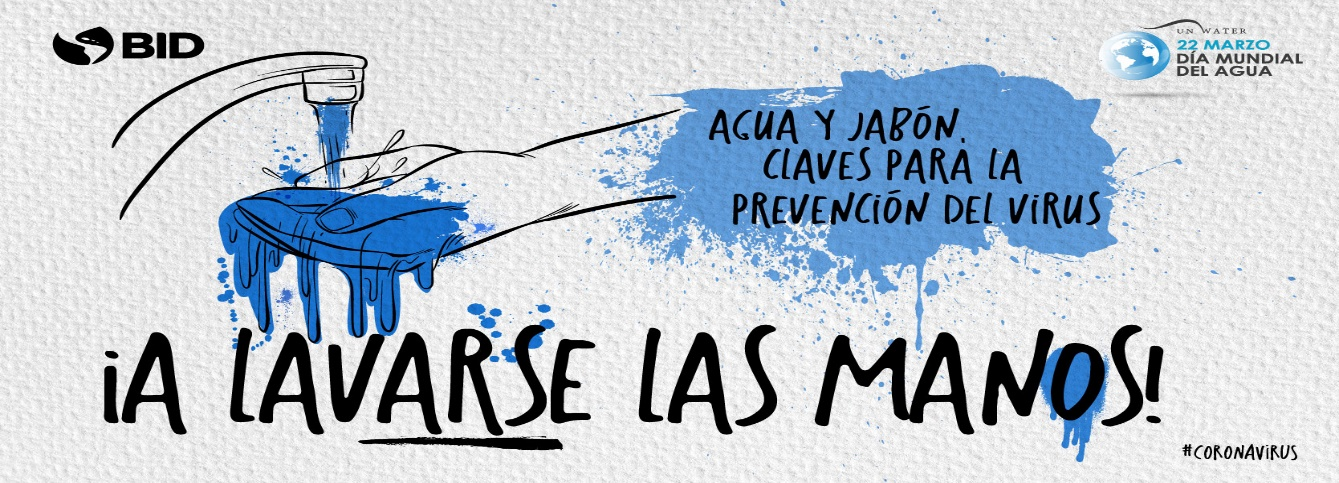 BID
UN WATER
22 MARZO
DÍA MUNDIAL
DEL AGUA
AGUA Y JABÓN,
CLAVES PARA LA
PREVENCIÓN DEL VIRUS
¡A LAVARSE LAS MANOS!
#CORONAVIRUS